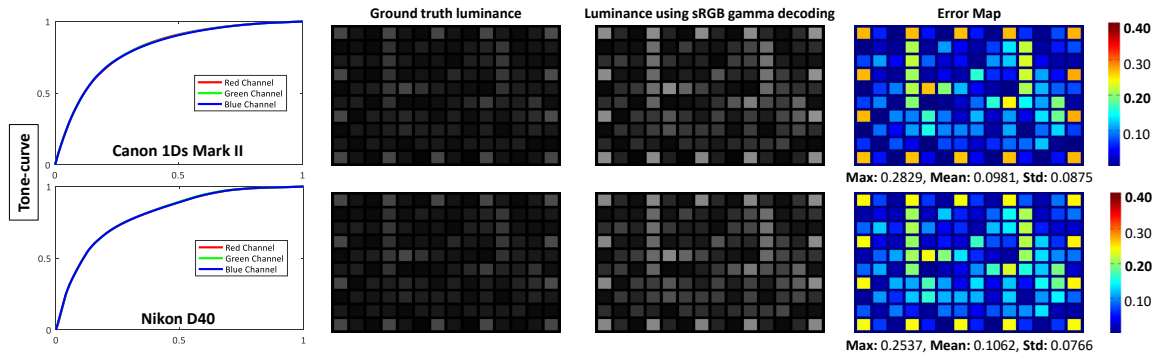 Ground truth luminance
Luminance using sRGB gamma decoding
Error Map
Tone-curve
1
0.5
0
0.5
1
Red Channel
Green Channel
Blue Channel
Canon 1Ds Mark II
0.40
0.30
0.20
0.10
Max: 0.2829, Mean: 0.0981, Std: 0.0875
1
0.5
0
0
0.5
1
Red Channel
Green Channel
Blue Channel
Nikon D40
0.40
0.30
0.20
0.10
Max: 0.2537, Mean: 0.1062, Std: 0.0766